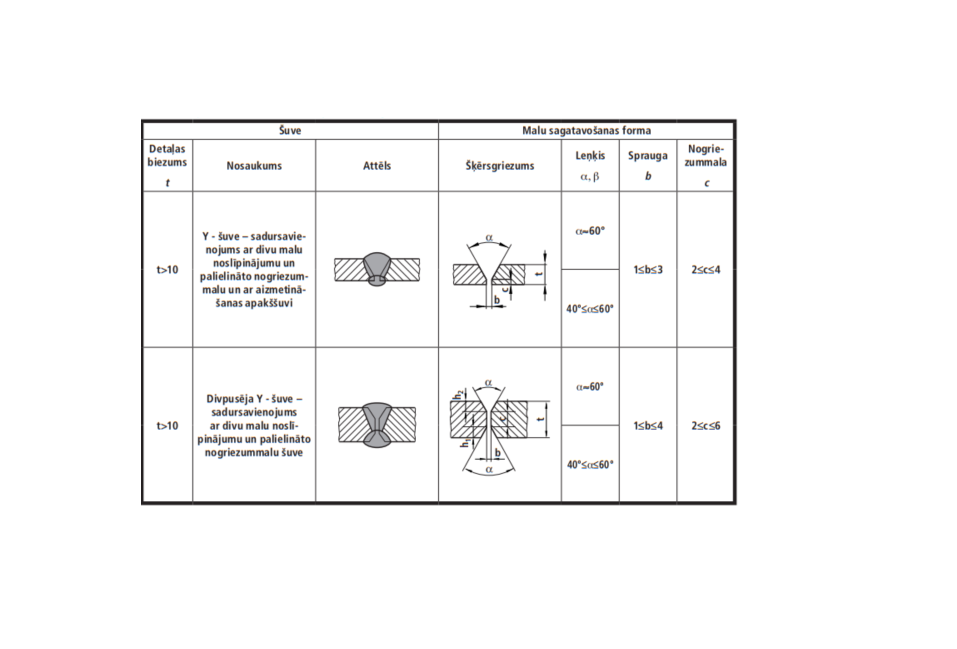 Šuve
Malu sagatavošanas forma
Detaļas
biezums
t
Nosaukums
Attēls
Šķērsgriezums
Leņķis
α, β
Sprauga
b
Nogrie-
zummala
c
t>10
Y - šuve – sadursavie-
nojums ar divu malu
noslīpinājumu un
palielināto nogriezum-
malu un ar aizmetinā-
šanas apakššuvi
α
t
c
b
α≈60°
40°≤α≤60°
1≤b≤3
2≤c≤4
t>10
Divpusēja Y - šuve –
sadursavienojums
ar divu malu noslī-
pinājumu un palielināto
nogriezummalu šuve
α
h2
c
t
h1
b
α
α≈60°
40°≤α≤60°
1≤b≤4
2≤c≤6